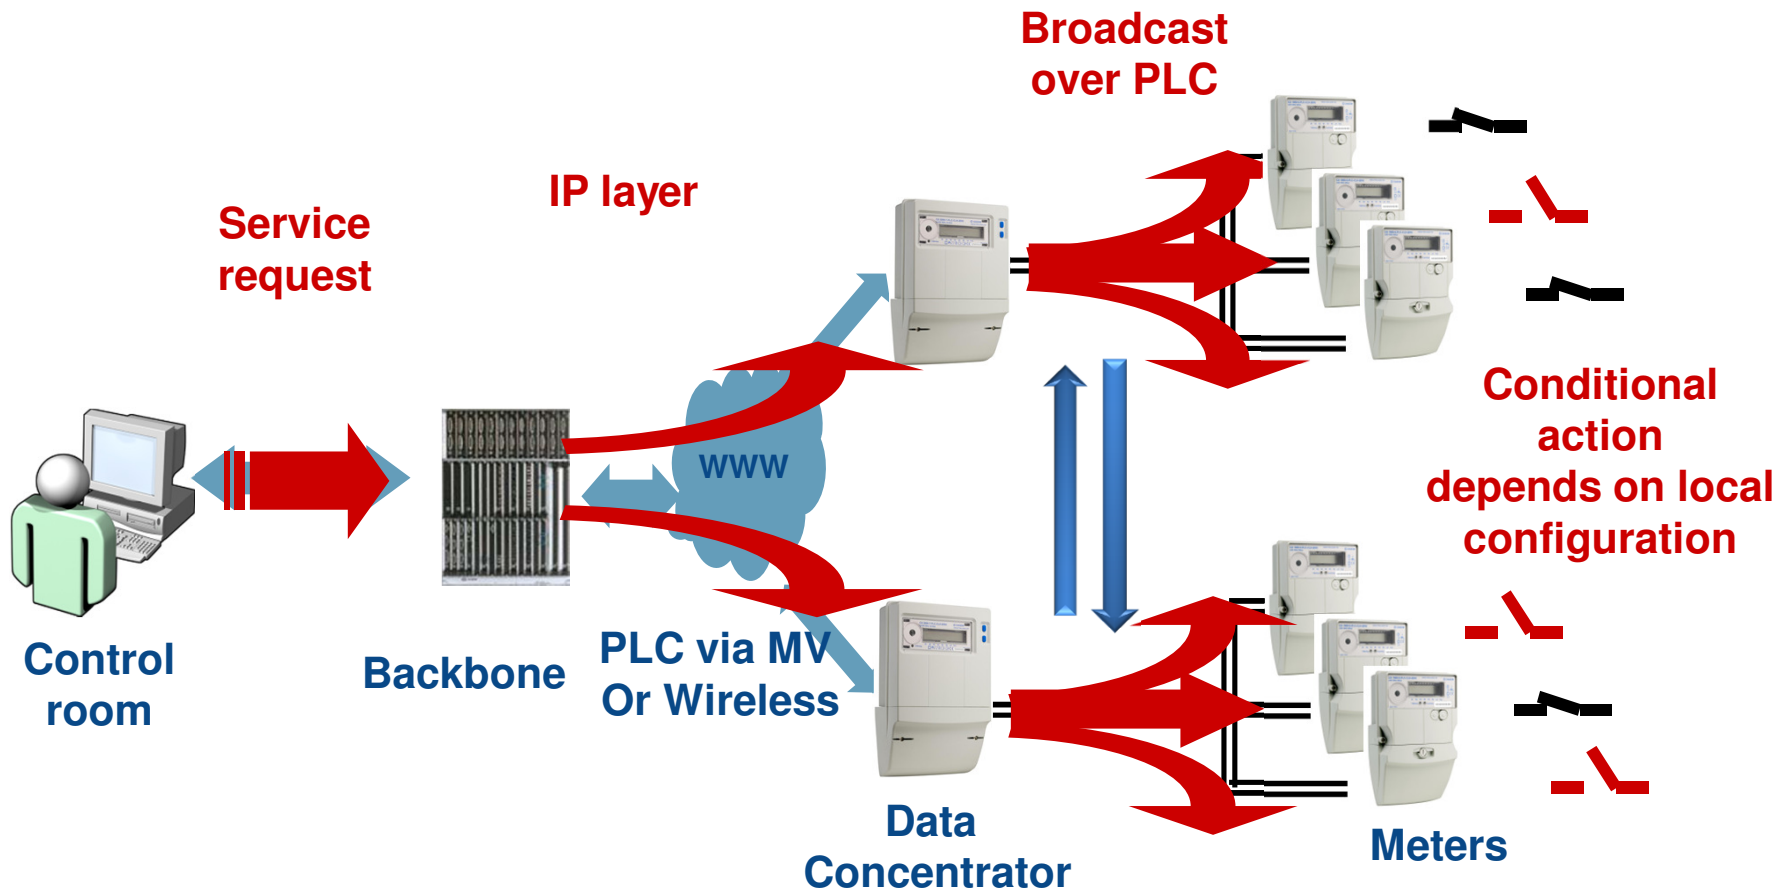 Broadcast
over PLC
IP layer
Service
request
WWW
Conditional
action
depends on local
configuration
Control
room
Backbone
PLC via MV
Or Wireless
Data
Concentrator
Meters